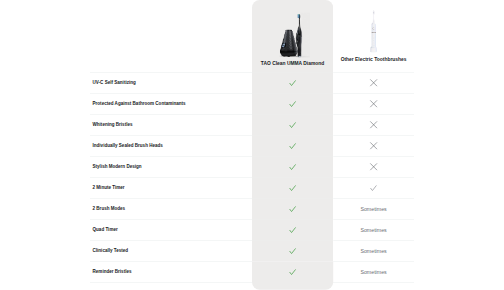 TAO Clean UMMA Diamond
Other Electric Toothbrushes
UV-C Self Sanitizing
Protected Against Bathroom Contaminants
Whitening Bristles
Individually Sealed Brush Heads
Stylish Modern Design
2 Minute Timer
2 Brush Modes
Sometimes
Quad Timer
Sometimes
Clinically Tested
Sometimes
Reminder Bristles
Sometimes